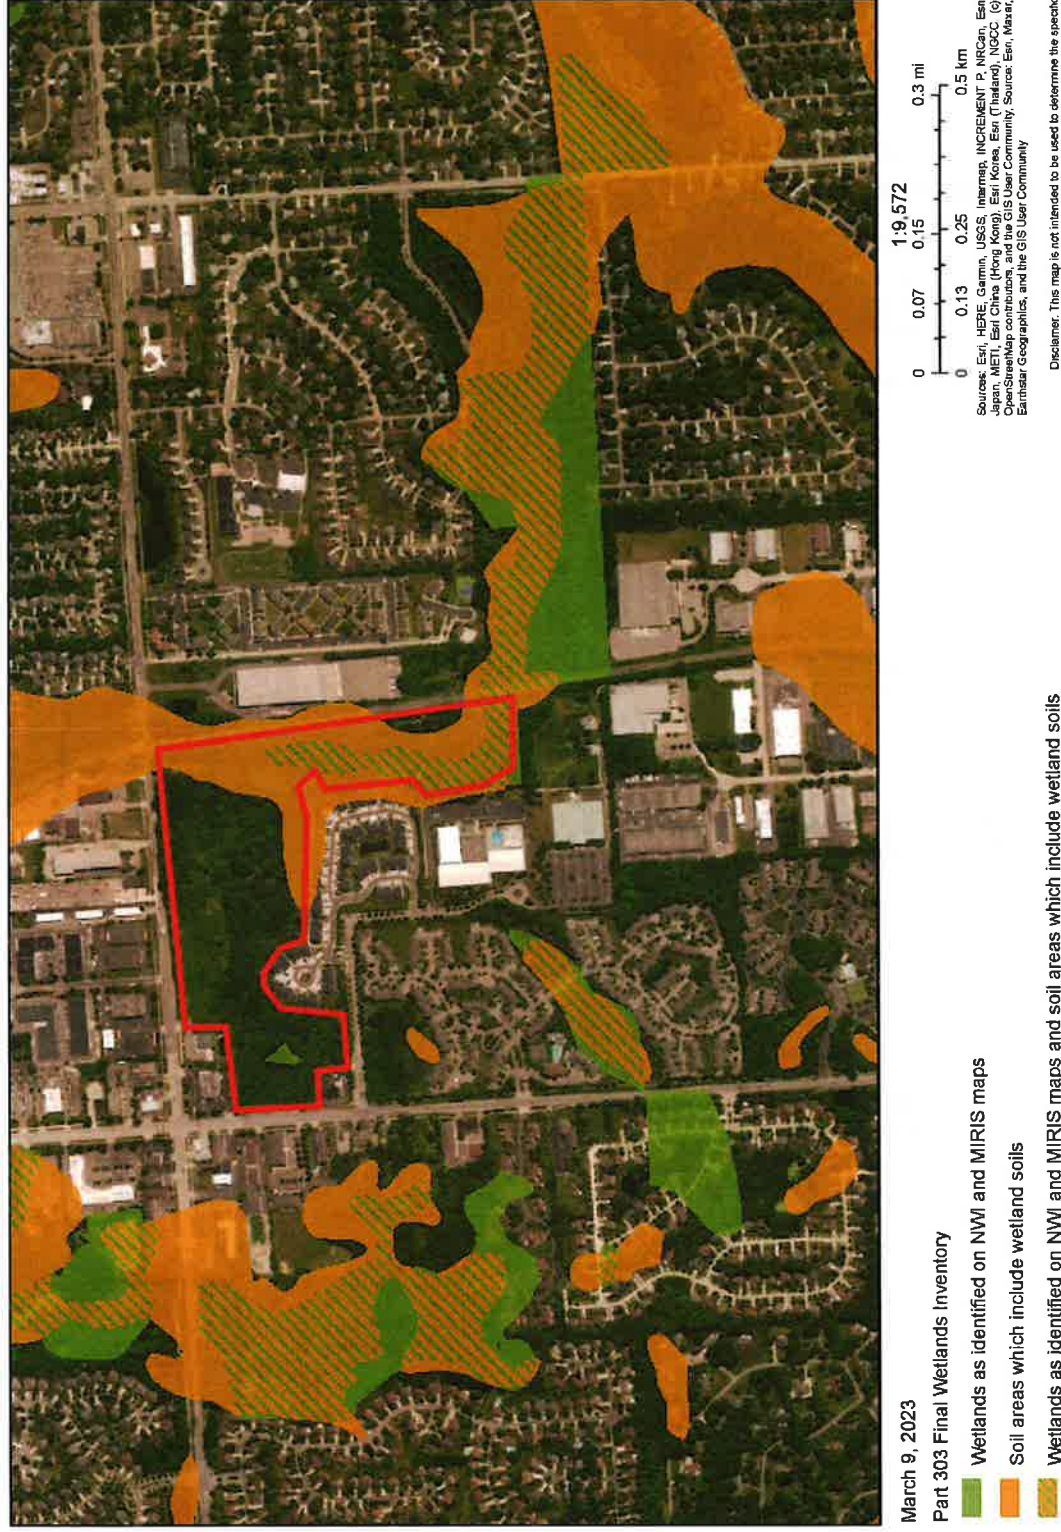 March 9, 2023
Part 303 Final Wetlands Inventory
Wetlands as identified on NWI and MIRIS maps
Soil areas which include wetland soils
Wetlands as identified on NWI and MIRIS maps and soil areas which include wetland soils
1:9,572
0 0.07 0.15 0.3 mi
0 0.13 0.25 0.5 km
Sources: Esri, HERE, Garmin, USGS, Intermap, INCREMENT P, NRCan, Esri
Japan, METI, Esri China (Hong Kong), Esri Korea, Esri (Thailand), NGCC (c)
OpenStreetMap contributors, and the GIS User Community, Source: Esri, Maxar,
Earthstar Geographics, and the GIS User Community
Disclaimer: This map is not intended to be used to determine the specific